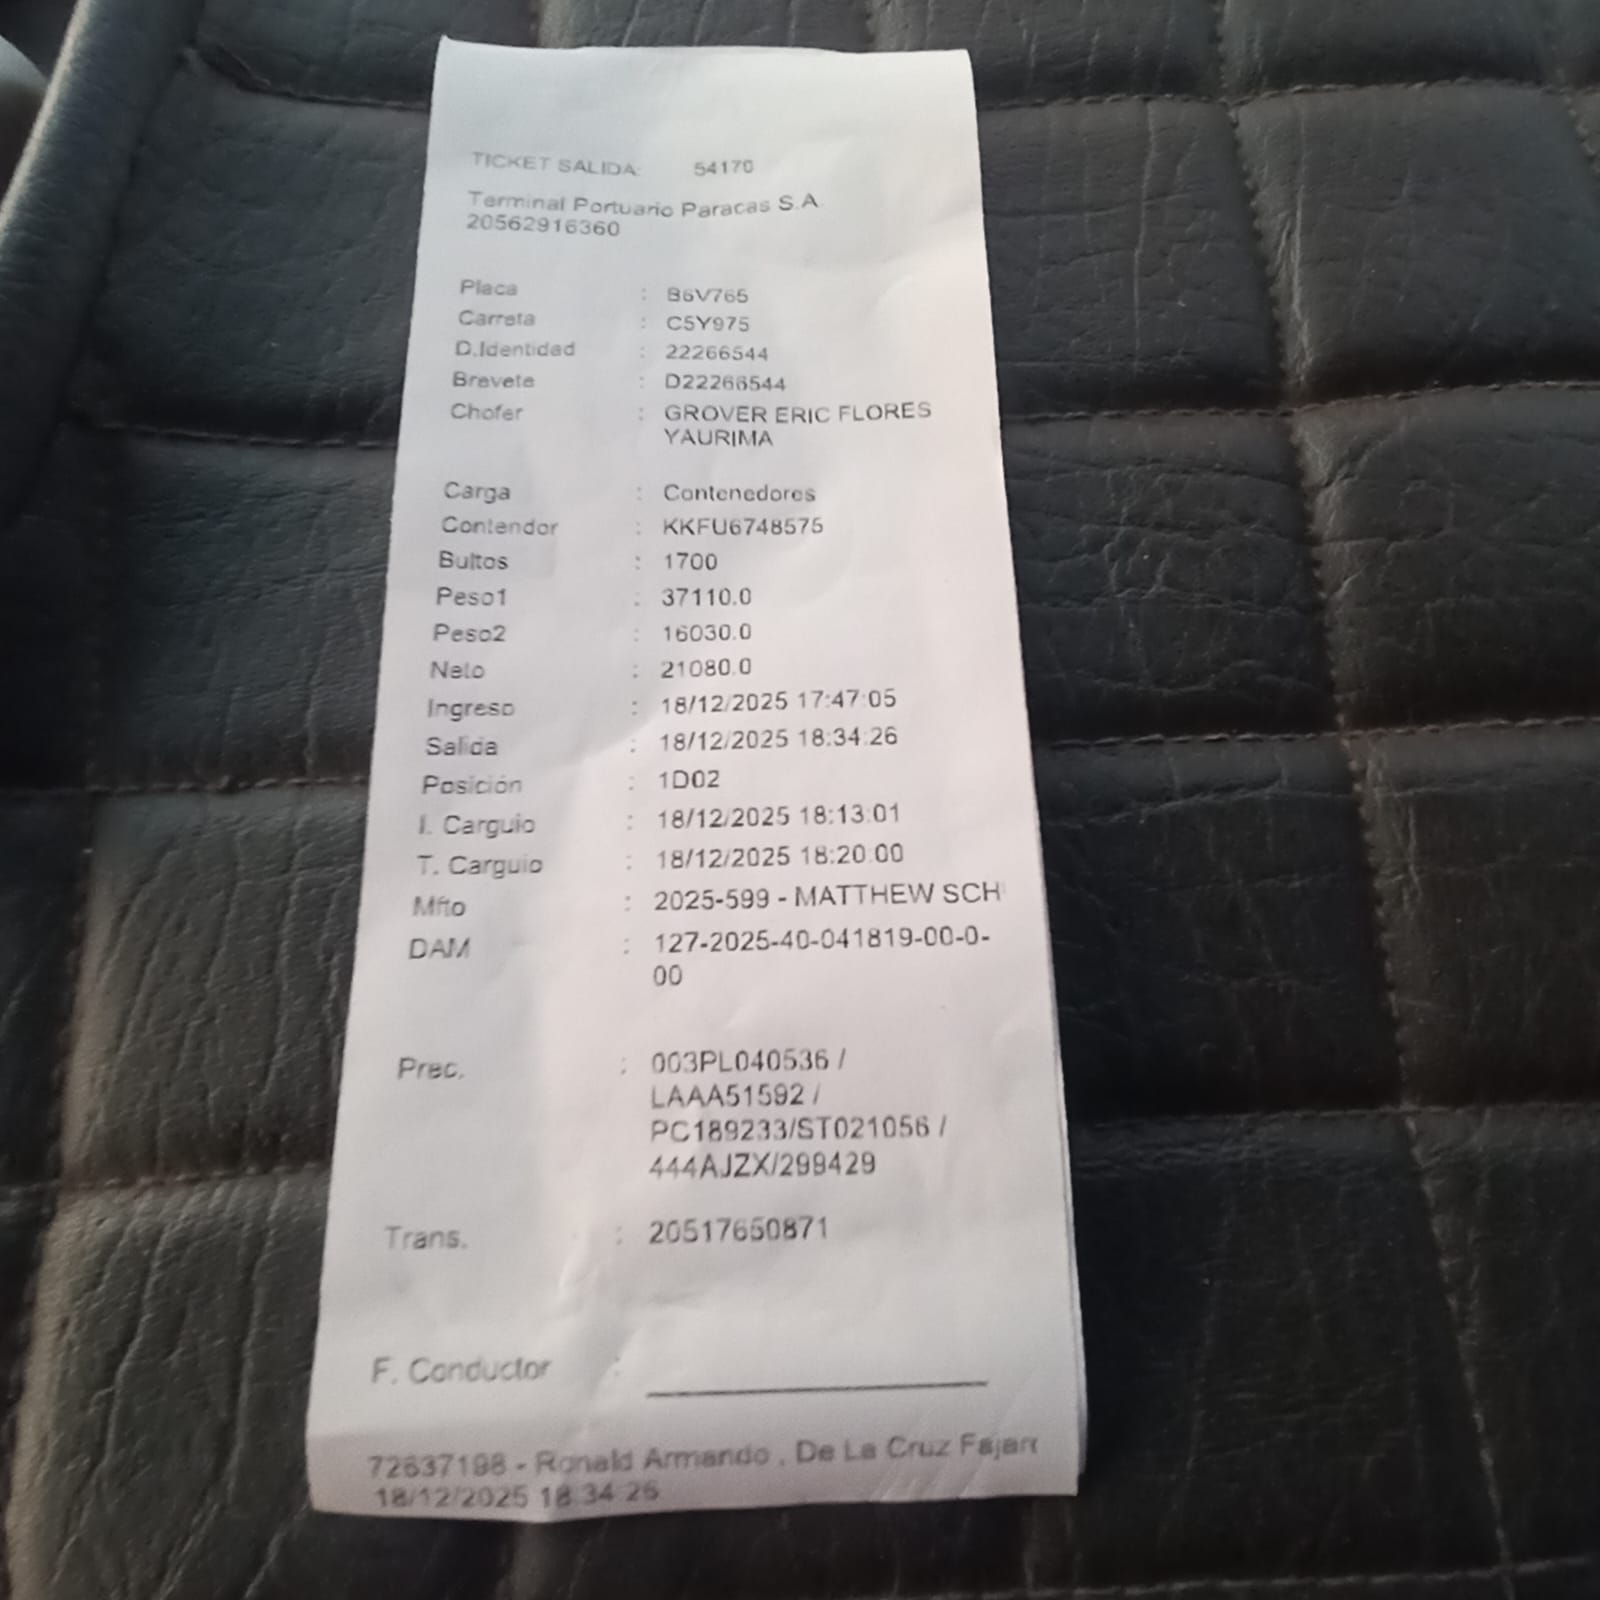 TICKET SALIDA: 54170
Terminal Portuario Paracas S.A.
20562916360
Placa : B6V765
Carreta : C5Y975
D.Identidad : 22266544
Brevete : D22266544
Chofer : GROVER ERIC FLORES
YAURIMA
Carga : Contenedores
Contendor : KKFU6748575
Bultos : 1700
Peso1 : 37110.0
Peso2 : 16030.0
Neto : 21080.0
Ingreso : 18/12/2025 17:47:05
Salida : 18/12/2025 18:34:26
Posición : 1D02
I. Carguio : 18/12/2025 18:13:01
T. Carguio : 18/12/2025 18:20:00
Mfto : 2025-599 - MATTHEW SCH
DAM : 127-2025-40-041819-00-0-
00
Prec. : 003PL040536 /
LAAA51592 /
PC189233/ST021056 /
444AJZX/299429
Trans. : 20517650871
F. Conductor :
72637198 - Ronald Armando , De La Cruz Fajar
18/12/2025 18:34:26